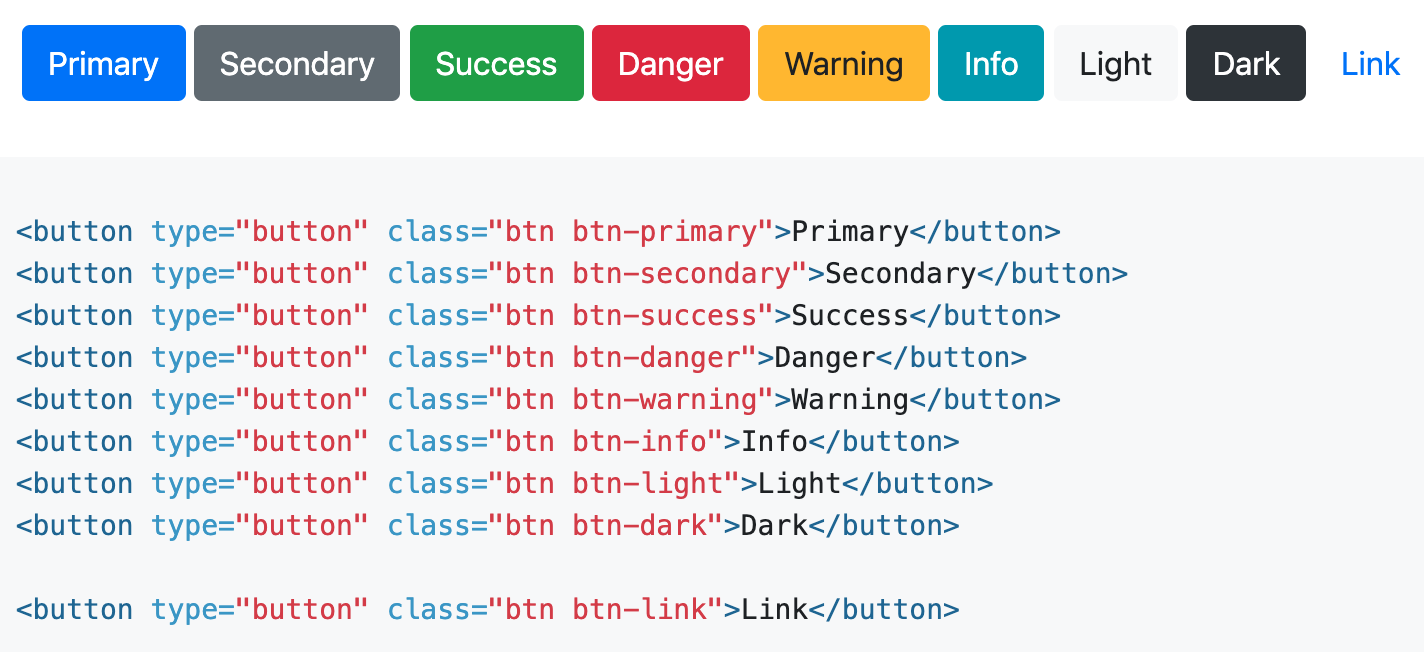 Primary Secondary Success Danger Warning Info Light Dark Link
<button type="button" class="btn btn-primary">Primary</button>
<button type="button" class="btn btn-secondary">Secondary</button>
<button type="button" class="btn btn-success">Success</button>
<button type="button" class="btn btn-danger">Danger</button>
<button type="button" class="btn btn-warning">Warning</button>
<button type="button" class="btn btn-info">Info</button>
<button type="button" class="btn btn-light">Light</button>
<button type="button" class="btn btn-dark">Dark</button>
<button type="button" class="btn btn-link">Link</button>